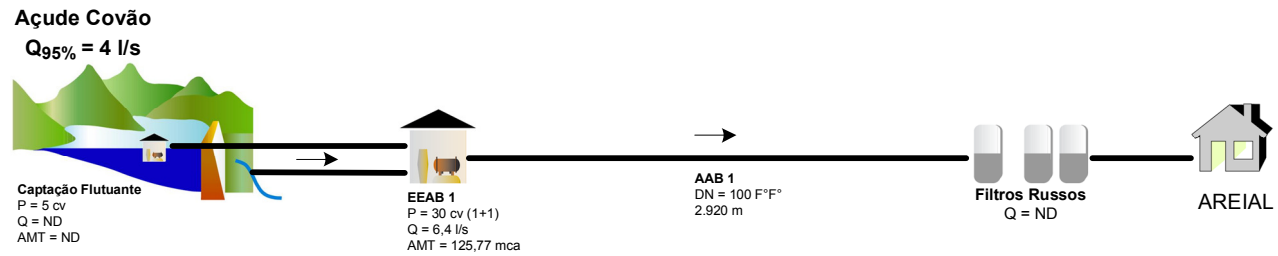 Açude Covão
Q95% = 4 l/s
Captação Flutuante
P = 5 cv
Q = ND
AMT = ND
EEAB 1
P = 30 cv (1+1)
Q = 6,4 l/s
AMT = 125,77 mca
AAB 1
DN = 100 F°F°
2.920 m
Filtros Russos
Q = ND
AREIAL